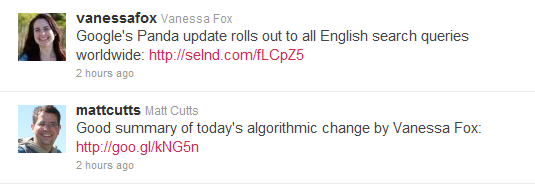 vanessafox Vanessa Fox
Google's Panda update rolls out to all English search queries
worldwide: http://selnd.com/fLCpZ5
2 hours ago
mattcutts Matt Cutts
Good summary of today's algorithmic change by Vanessa Fox:
http://goo.gl/kNG5n
2 hours ago